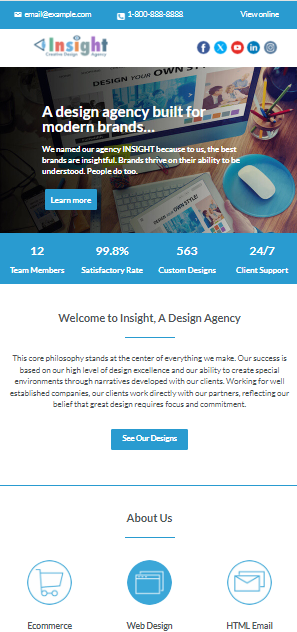 email@example.com 1-800-888-8888 View online
Insight
Creative Design Agency
A design agency built for
modern brands...
We named our agency INSIGHT because to us, the best
brands are insightful. Brands thrive on their ability to be
understood. People do too.
Learn more
12 99.8% 563 24/7
Team Members Satisfactory Rate Custom Designs Client Support
Welcome to Insight, A Design Agency
This core philosophy stands at the center of everything we make. Our success is
based on our high level of design excellence and our ability to create special
environments through narratives developed with our clients. Working for well
established companies, our clients work directly with our partners, reflecting our
belief that great design requires focus and commitment.
See Our Designs
About Us
Ecommerce Web Design HTML Email